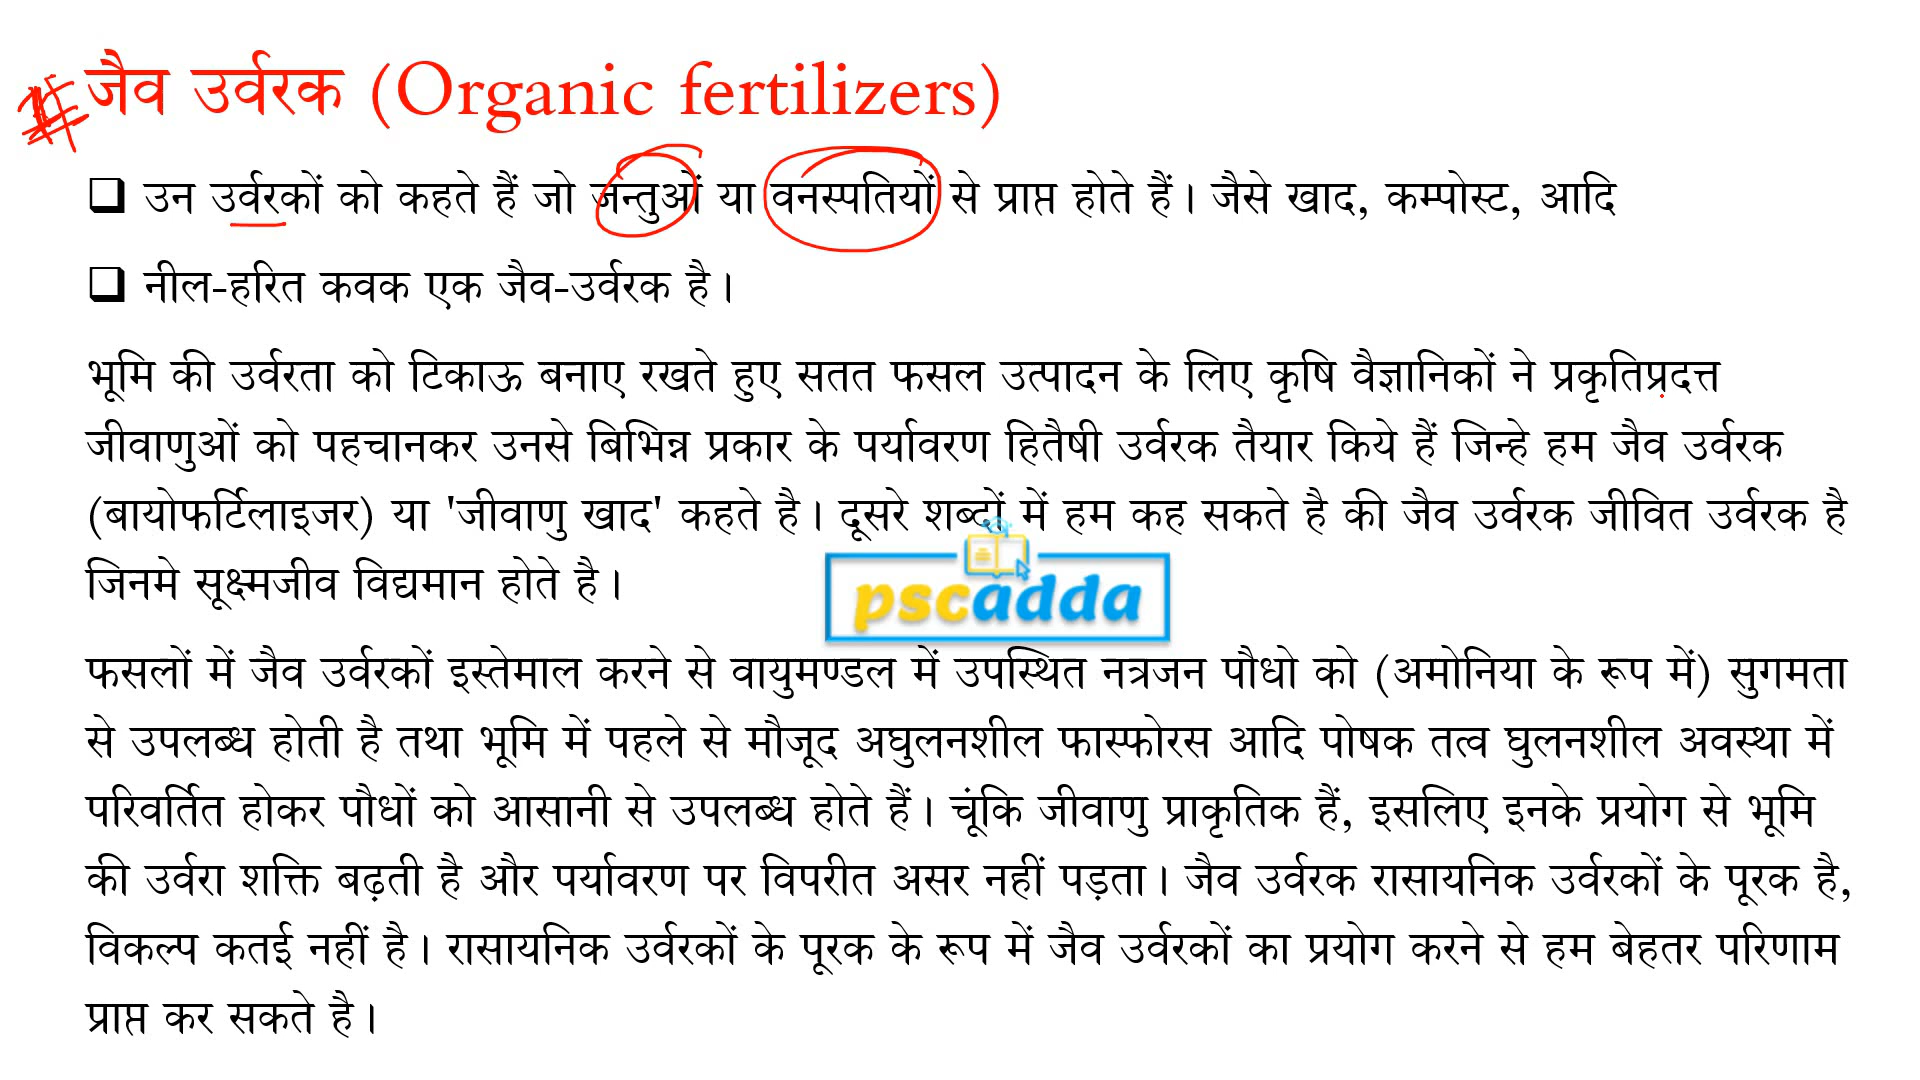 # जैव उर्वरक (Organic fertilizers)
❑ उन उर्वरकों को कहते हैं जो जन्तुओं या वनस्पतियों से प्राप्त होते हैं। जैसे खाद, कम्पोस्ट, आदि
❑ नील-हरित कवक एक जैव-उर्वरक है।
भूमि की उर्वरता को टिकाऊ बनाए रखते हुए सतत फसल उत्पादन के लिए कृषि वैज्ञानिकों ने प्रकृतिप्रदत्त
जीवाणुओं को पहचानकर उनसे बिभिन्न प्रकार के पर्यावरण हितैषी उर्वरक तैयार किये हैं जिन्हे हम जैव उर्वरक
(बायोफर्टिलाइजर) या 'जीवाणु खाद' कहते है। दूसरे शब्दों में हम कह सकते है की जैव उर्वरक जीवित उर्वरक है
जिनमे सूक्ष्मजीव विद्यमान होते है।
pscadda
फसलों में जैव उर्वरकों इस्तेमाल करने से वायुमण्डल में उपस्थित नत्रजन पौधो को (अमोनिया के रूप में) सुगमता
से उपलब्ध होती है तथा भूमि में पहले से मौजूद अघुलनशील फास्फोरस आदि पोषक तत्व घुलनशील अवस्था में
परिवर्तित होकर पौधों को आसानी से उपलब्ध होते हैं। चूंकि जीवाणु प्राकृतिक हैं, इसलिए इनके प्रयोग से भूमि
की उर्वरा शक्ति बढ़ती है और पर्यावरण पर विपरीत असर नहीं पड़ता। जैव उर्वरक रासायनिक उर्वरकों के पूरक है,
विकल्प कतई नहीं है। रासायनिक उर्वरकों के पूरक के रूप में जैव उर्वरकों का प्रयोग करने से हम बेहतर परिणाम
प्राप्त कर सकते है।